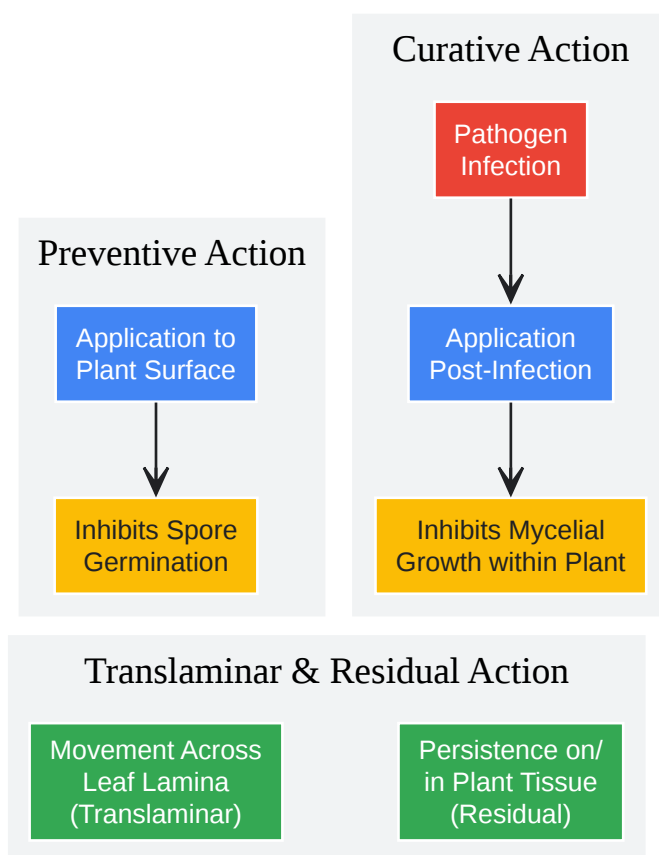 Preventive Action
Application to
Plant Surface
Inhibits Spore
Germination
Curative Action
Pathogen
Infection
Application
Post-Infection
Inhibits Mycelial
Growth within Plant
Translaminar & Residual Action
Movement Across
Leaf Lamina
(Translaminar)
Persistence on/
in Plant Tissue
(Residual)